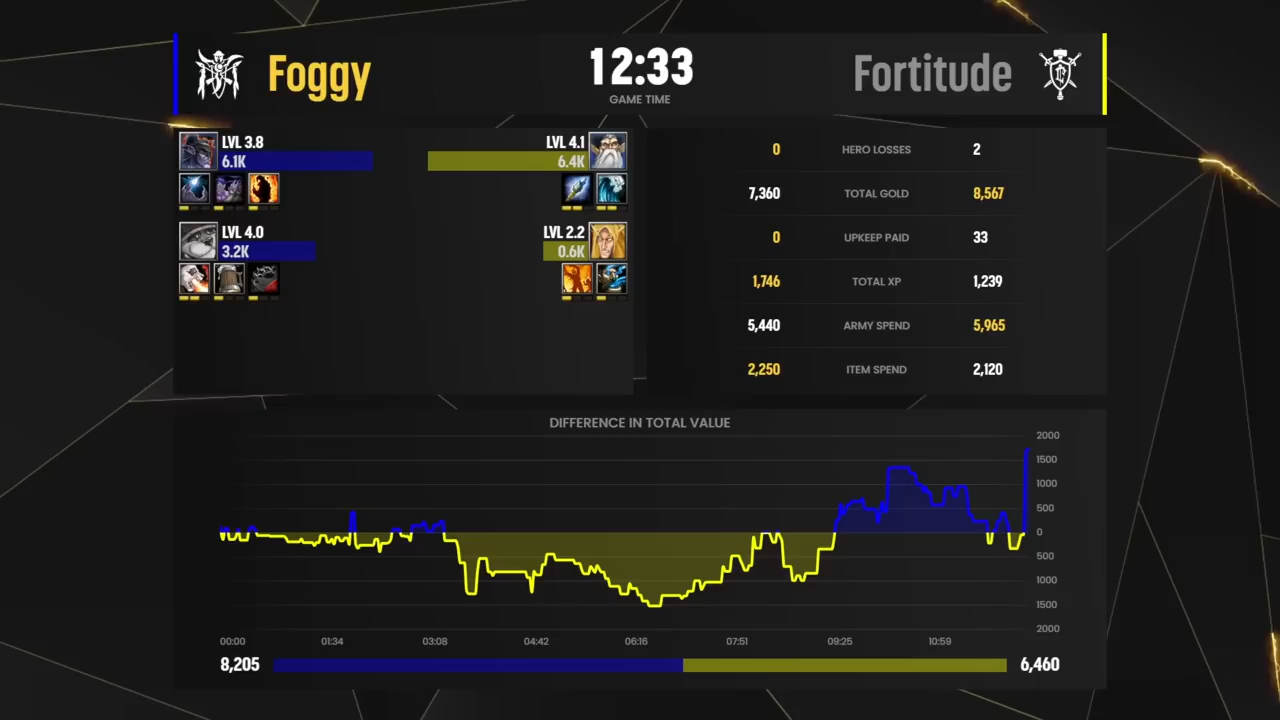 Foggy
12:33
GAME TIME
Fortitude
LVL 3.8
6.1K
LVL 4.1
6.4K
LVL 4.0
3.2K
LVL 2.2
0.6K
0 HERO LOSSES 2
7,360 TOTAL GOLD 8,567
0 UPKEEP PAID 33
1,746 TOTAL XP 1,239
5,440 ARMY SPEND 5,965
2,250 ITEM SPEND 2,120
DIFFERENCE IN TOTAL VALUE
2000
1500
1000
500
0
500
1000
1500
2000
00:00 01:34 03:08 04:42 06:16 07:51 09:25 10:59
8,205 6,460